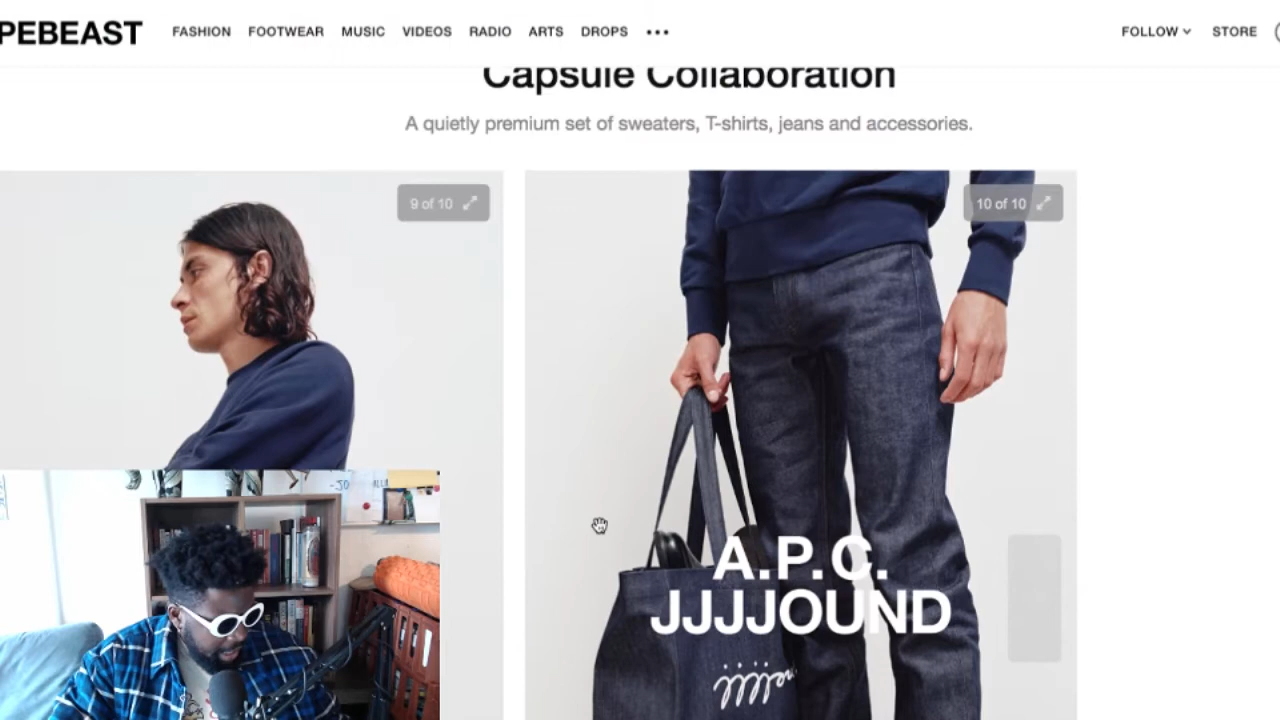 PEBEAST FASHION FOOTWEAR MUSIC VIDEOS RADIO ARTS DROPS ••• FOLLOW STORE
Capsule Collaboration
A quietly premium set of sweaters, T-shirts, jeans and accessories.
9 of 10
10 of 10
-20
A.P.C.
JJJJOUND